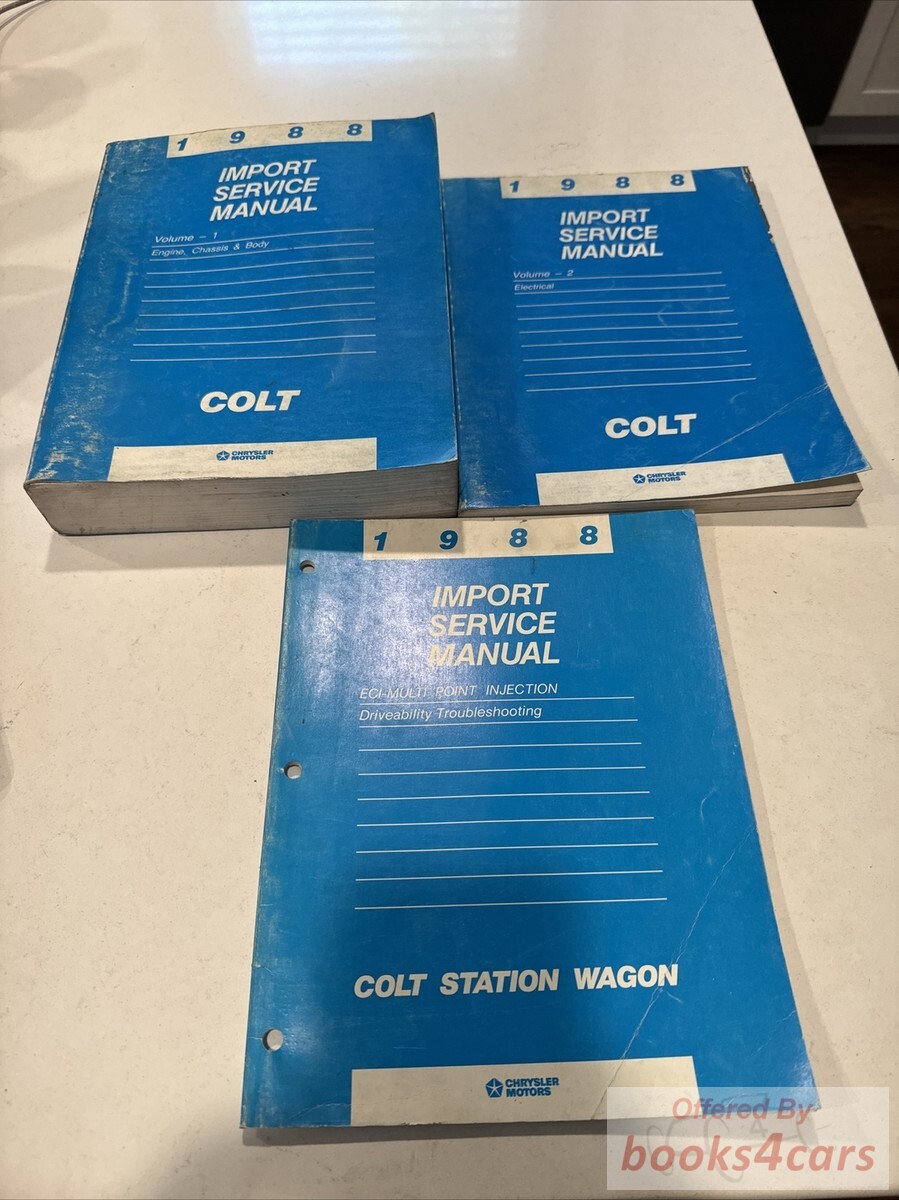 1 9 8 8
IMPORT
SERVICE
MANUAL
Volume – 1
Engine, Chassis & Body
COLT
CHRYSLER
MOTORS
1 9 8 8
IMPORT
SERVICE
MANUAL
Volume – 2
Electrical
COLT
CHRYSLER
MOTORS
1 9 8 8
IMPORT
SERVICE
MANUAL
ECI-MULTI POINT INJECTION
Driveability Troubleshooting
COLT STATION WAGON
CHRYSLER
MOTORS
Offered By
books4cars